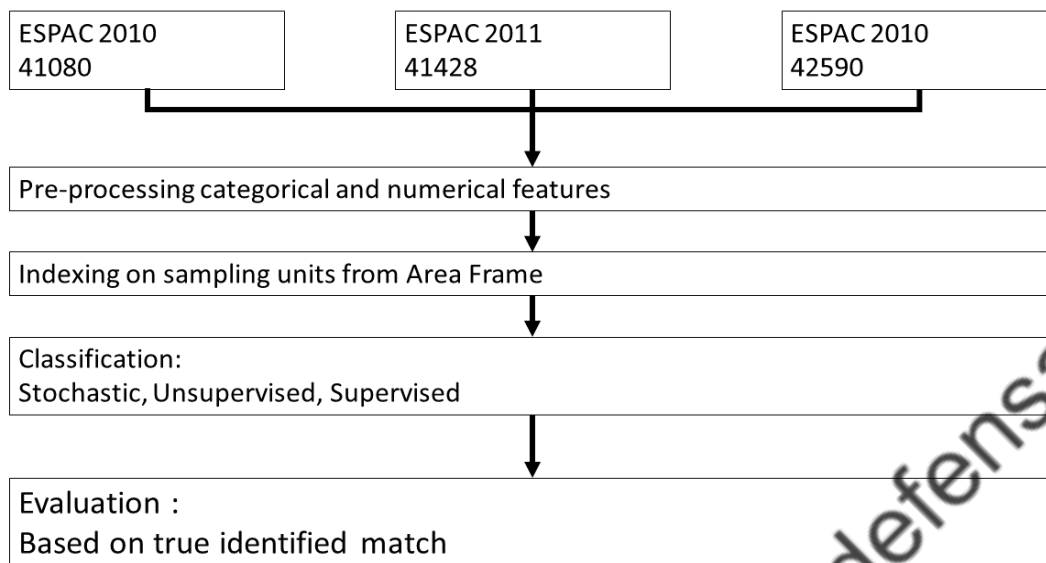 ESPAC 2010
41080
ESPAC 2011
41428
ESPAC 2010
42590
Pre-processing categorical and numerical features
Indexing on sampling units from Area Frame
Classification:
Stochastic, Unsupervised, Supervised
Evaluation :
Based on true identified match